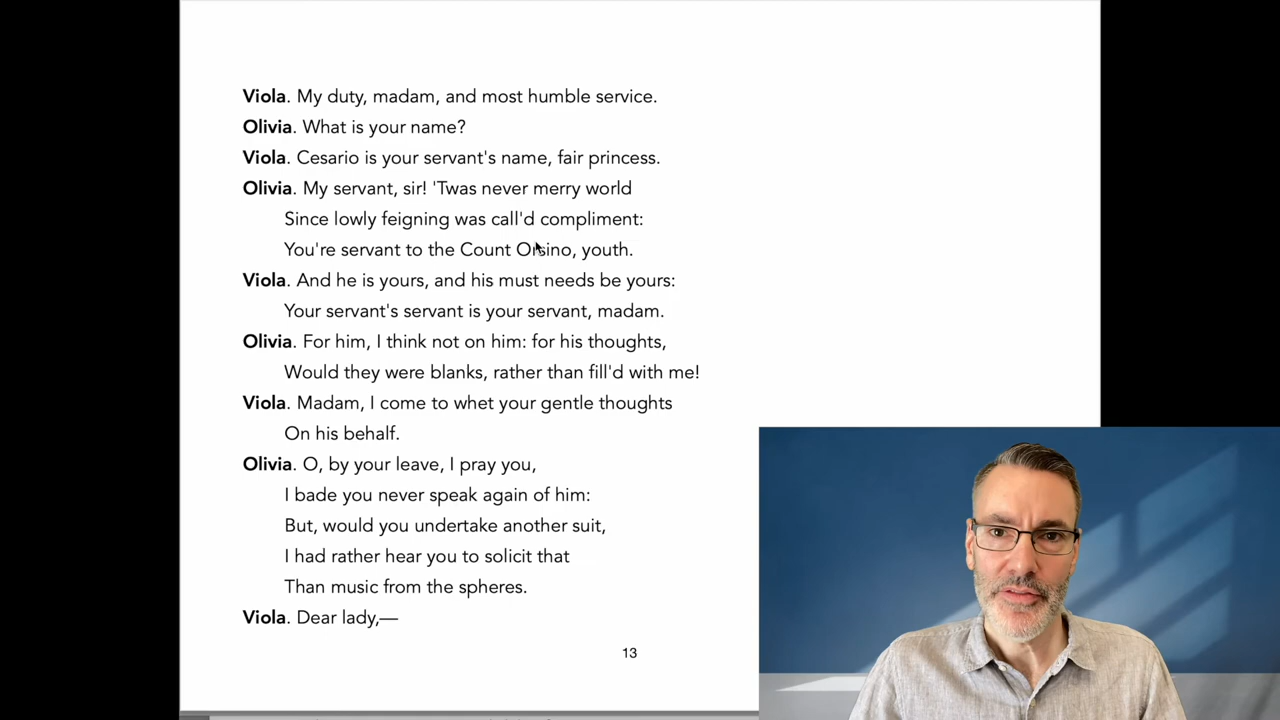 Viola. My duty, madam, and most humble service.
Olivia. What is your name?
Viola. Cesario is your servant's name, fair princess.
Olivia. My servant, sir! 'Twas never merry world
Since lowly feigning was call'd compliment:
You're servant to the Count Orsino, youth.
Viola. And he is yours, and his must needs be yours:
Your servant's servant is your servant, madam.
Olivia. For him, I think not on him: for his thoughts,
Would they were blanks, rather than fill'd with me!
Viola. Madam, I come to whet your gentle thoughts
On his behalf.
Olivia. O, by your leave, I pray you,
I bade you never speak again of him:
But, would you undertake another suit,
I had rather hear you to solicit that
Than music from the spheres.
Viola. Dear lady,—
13